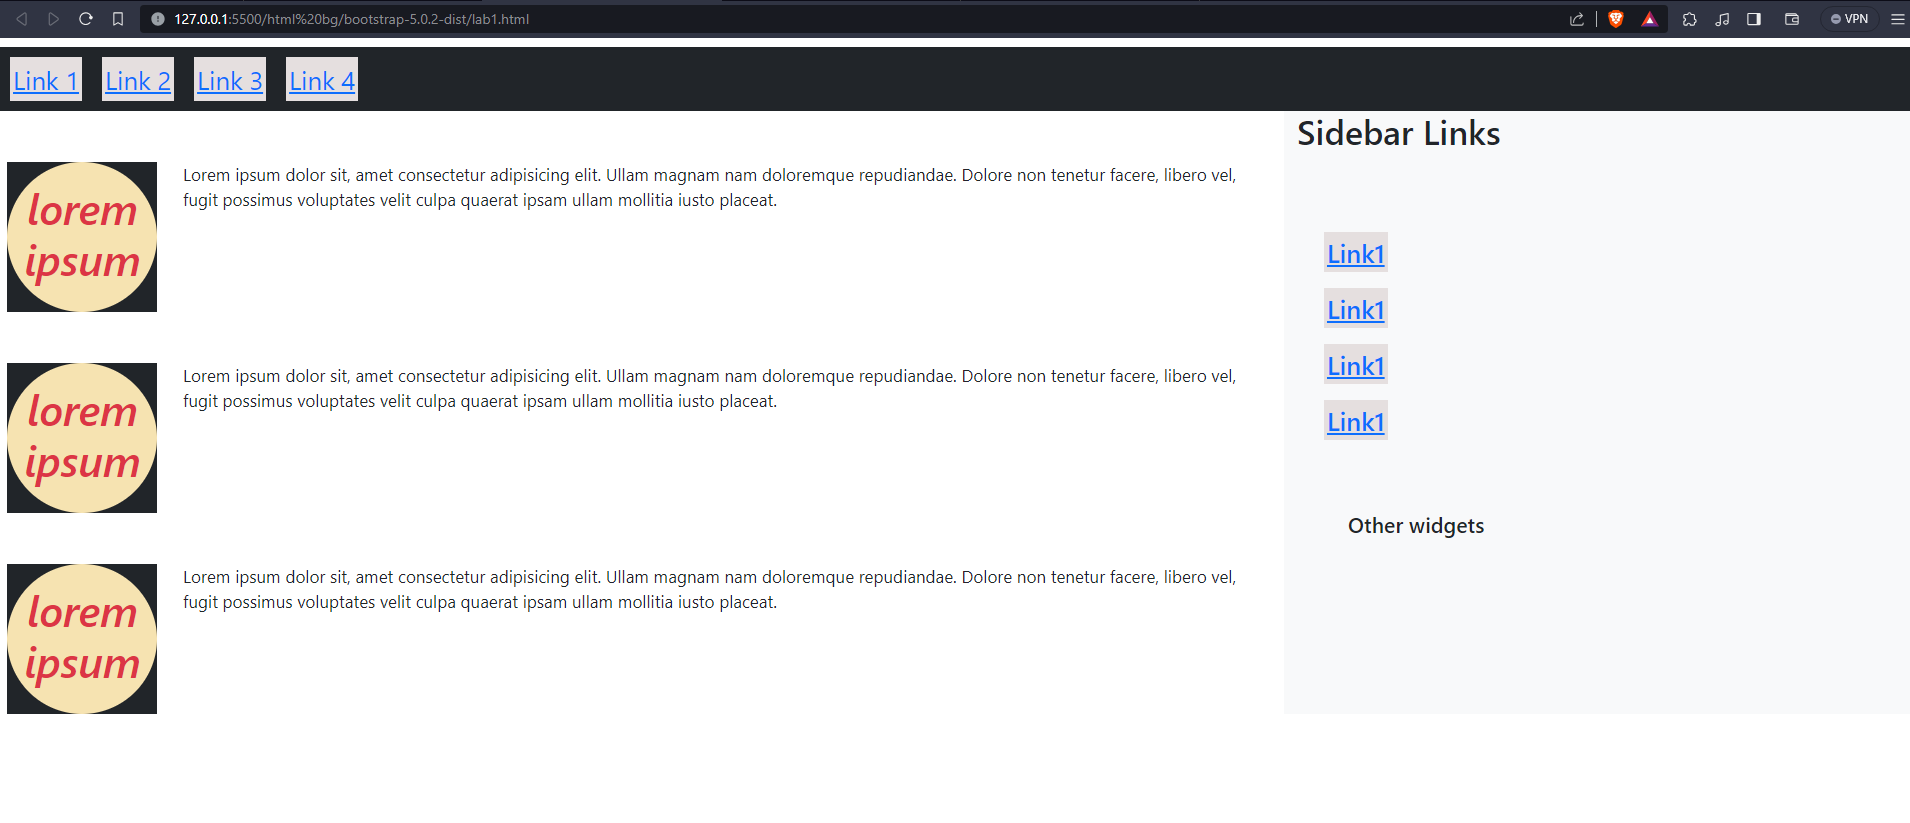 127.0.0.1:5500/html%20bg/bootstrap-5.0.2-dist/lab1.html
VPN
Link 1 Link 2 Link 3 Link 4
Sidebar Links
lorem
ipsum
Lorem ipsum dolor sit, amet consectetur adipisicing elit. Ullam magnam nam doloremque repudiandae. Dolore non tenetur facere, libero vel,
fugit possimus voluptates velit culpa quaerat ipsam ullam mollitia iusto placeat.
lorem
ipsum
Lorem ipsum dolor sit, amet consectetur adipisicing elit. Ullam magnam nam doloremque repudiandae. Dolore non tenetur facere, libero vel,
fugit possimus voluptates velit culpa quaerat ipsam ullam mollitia iusto placeat.
lorem
ipsum
Lorem ipsum dolor sit, amet consectetur adipisicing elit. Ullam magnam nam doloremque repudiandae. Dolore non tenetur facere, libero vel,
fugit possimus voluptates velit culpa quaerat ipsam ullam mollitia iusto placeat.
Link1
Link1
Link1
Link1
Other widgets